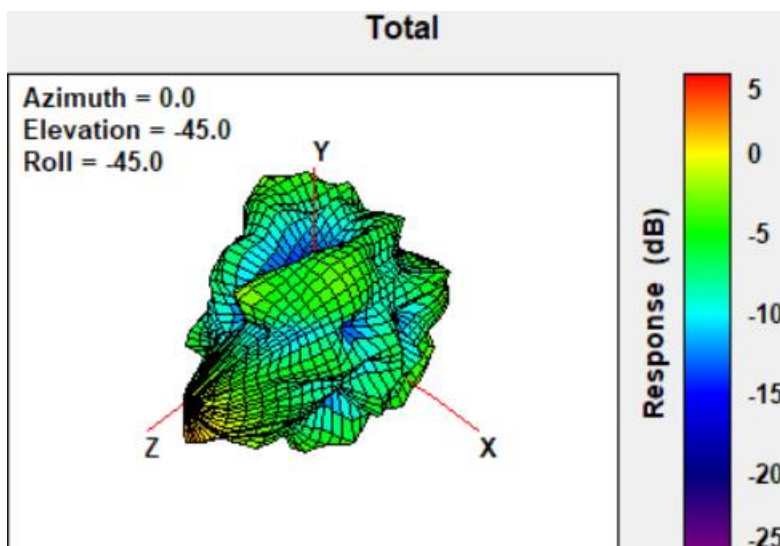 Total
Azimuth = 0.0
Elevation = -45.0
Roll = -45.0
Y
Z
X
Response (dB)
5
0
-5
-10
-15
-20
-25